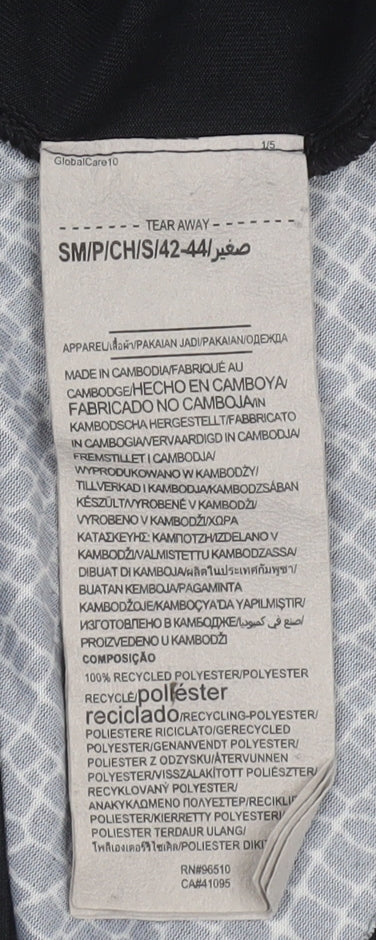 1/5
GlobalCare10
TEAR AWAY
SM/P/CH/S/42-44/صغير
APPAREL/เสื้อผ้า/PAKAIAN JADI/PAKAIAN/ОДЕЖДА
MADE IN CAMBODIA/FABRIQUÉ AU
CAMBODGE/HECHO EN CAMBOYA/
FABRICADO NO CAMBOJA/IN
KAMBODSCHA HERGESTELLT/FABBRICATO
IN CAMBOGIA/VERVAARDIGD IN CAMBODJA/
FREMSTILLET I CAMBODJA/
WYPRODUKOWANO W KAMBODŻY/
TILLVERKAD I KAMBODJA/KAMBODZSÁBAN
KÉSZÜLT/VYROBENÉ V KAMBODŽI/
VYROBENO V KAMBODŽI/ΧΩΡΑ
ΚΑΤΑΣΚΕΥΗΣ: ΚΑΜΠΟΤΖΗ/IZDELANO V
KAMBODŽI/VALMISTETTU KAMBODZASSA/
DIBUAT DI KAMBOJA/ผลิตในประเทศกัมพูชา/
BUATAN KEMBOJA/PAGAMINTA
KAMBODŽOJE/KAMBOÇYA'DA YAPILMIŞTIR/
ИЗГОТОВЛЕНО В КАМБОДЖЕ/صنع في كمبوديا/
PROIZVEDENO U KAMBODŽI
COMPOSIÇÃO
100% RECYCLED POLYESTER/POLYESTER
RECYCLÉ/poliéster
reciclado/RECYCLING-POLYESTER/
POLIESTERE RICICLATO/GERECYCLED
POLYESTER/GENANVENDT POLYESTER/
POLIESTER Z ODZYSKU/ÅTERVUNNEN
POLYESTER/VISSZALAKÍTOTT POLIÉSZTER/
RECYKLOVANÝ POLYESTER/
ΑΝΑΚΥΚΛΩΜΕΝΟ ΠΟΛΥΕΣΤΕΡ/RECIKLI
POLIESTER/KIERRETTY POLYESTERI/
POLIESTER TERDAUR ULANG/
โพลีเอสเตอร์รีไซเคิล/POLIESTER DIKI
RN#96510
CA#41095